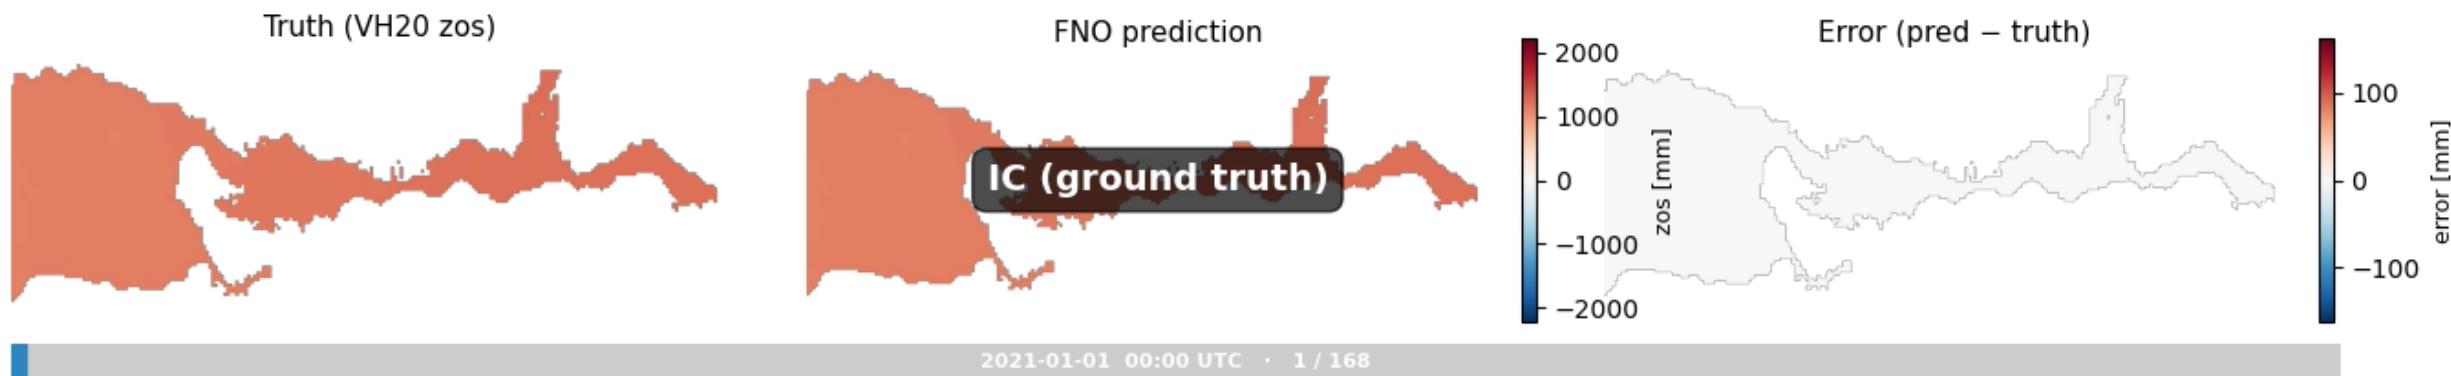 Truth (VH20 zos)
FNO prediction
Error (pred − truth)
IC (ground truth)
2000
1000
0
−1000
−2000
zos [mm]
100
0
−100
error [mm]
2021-01-01 00:00 UTC · 1 / 168